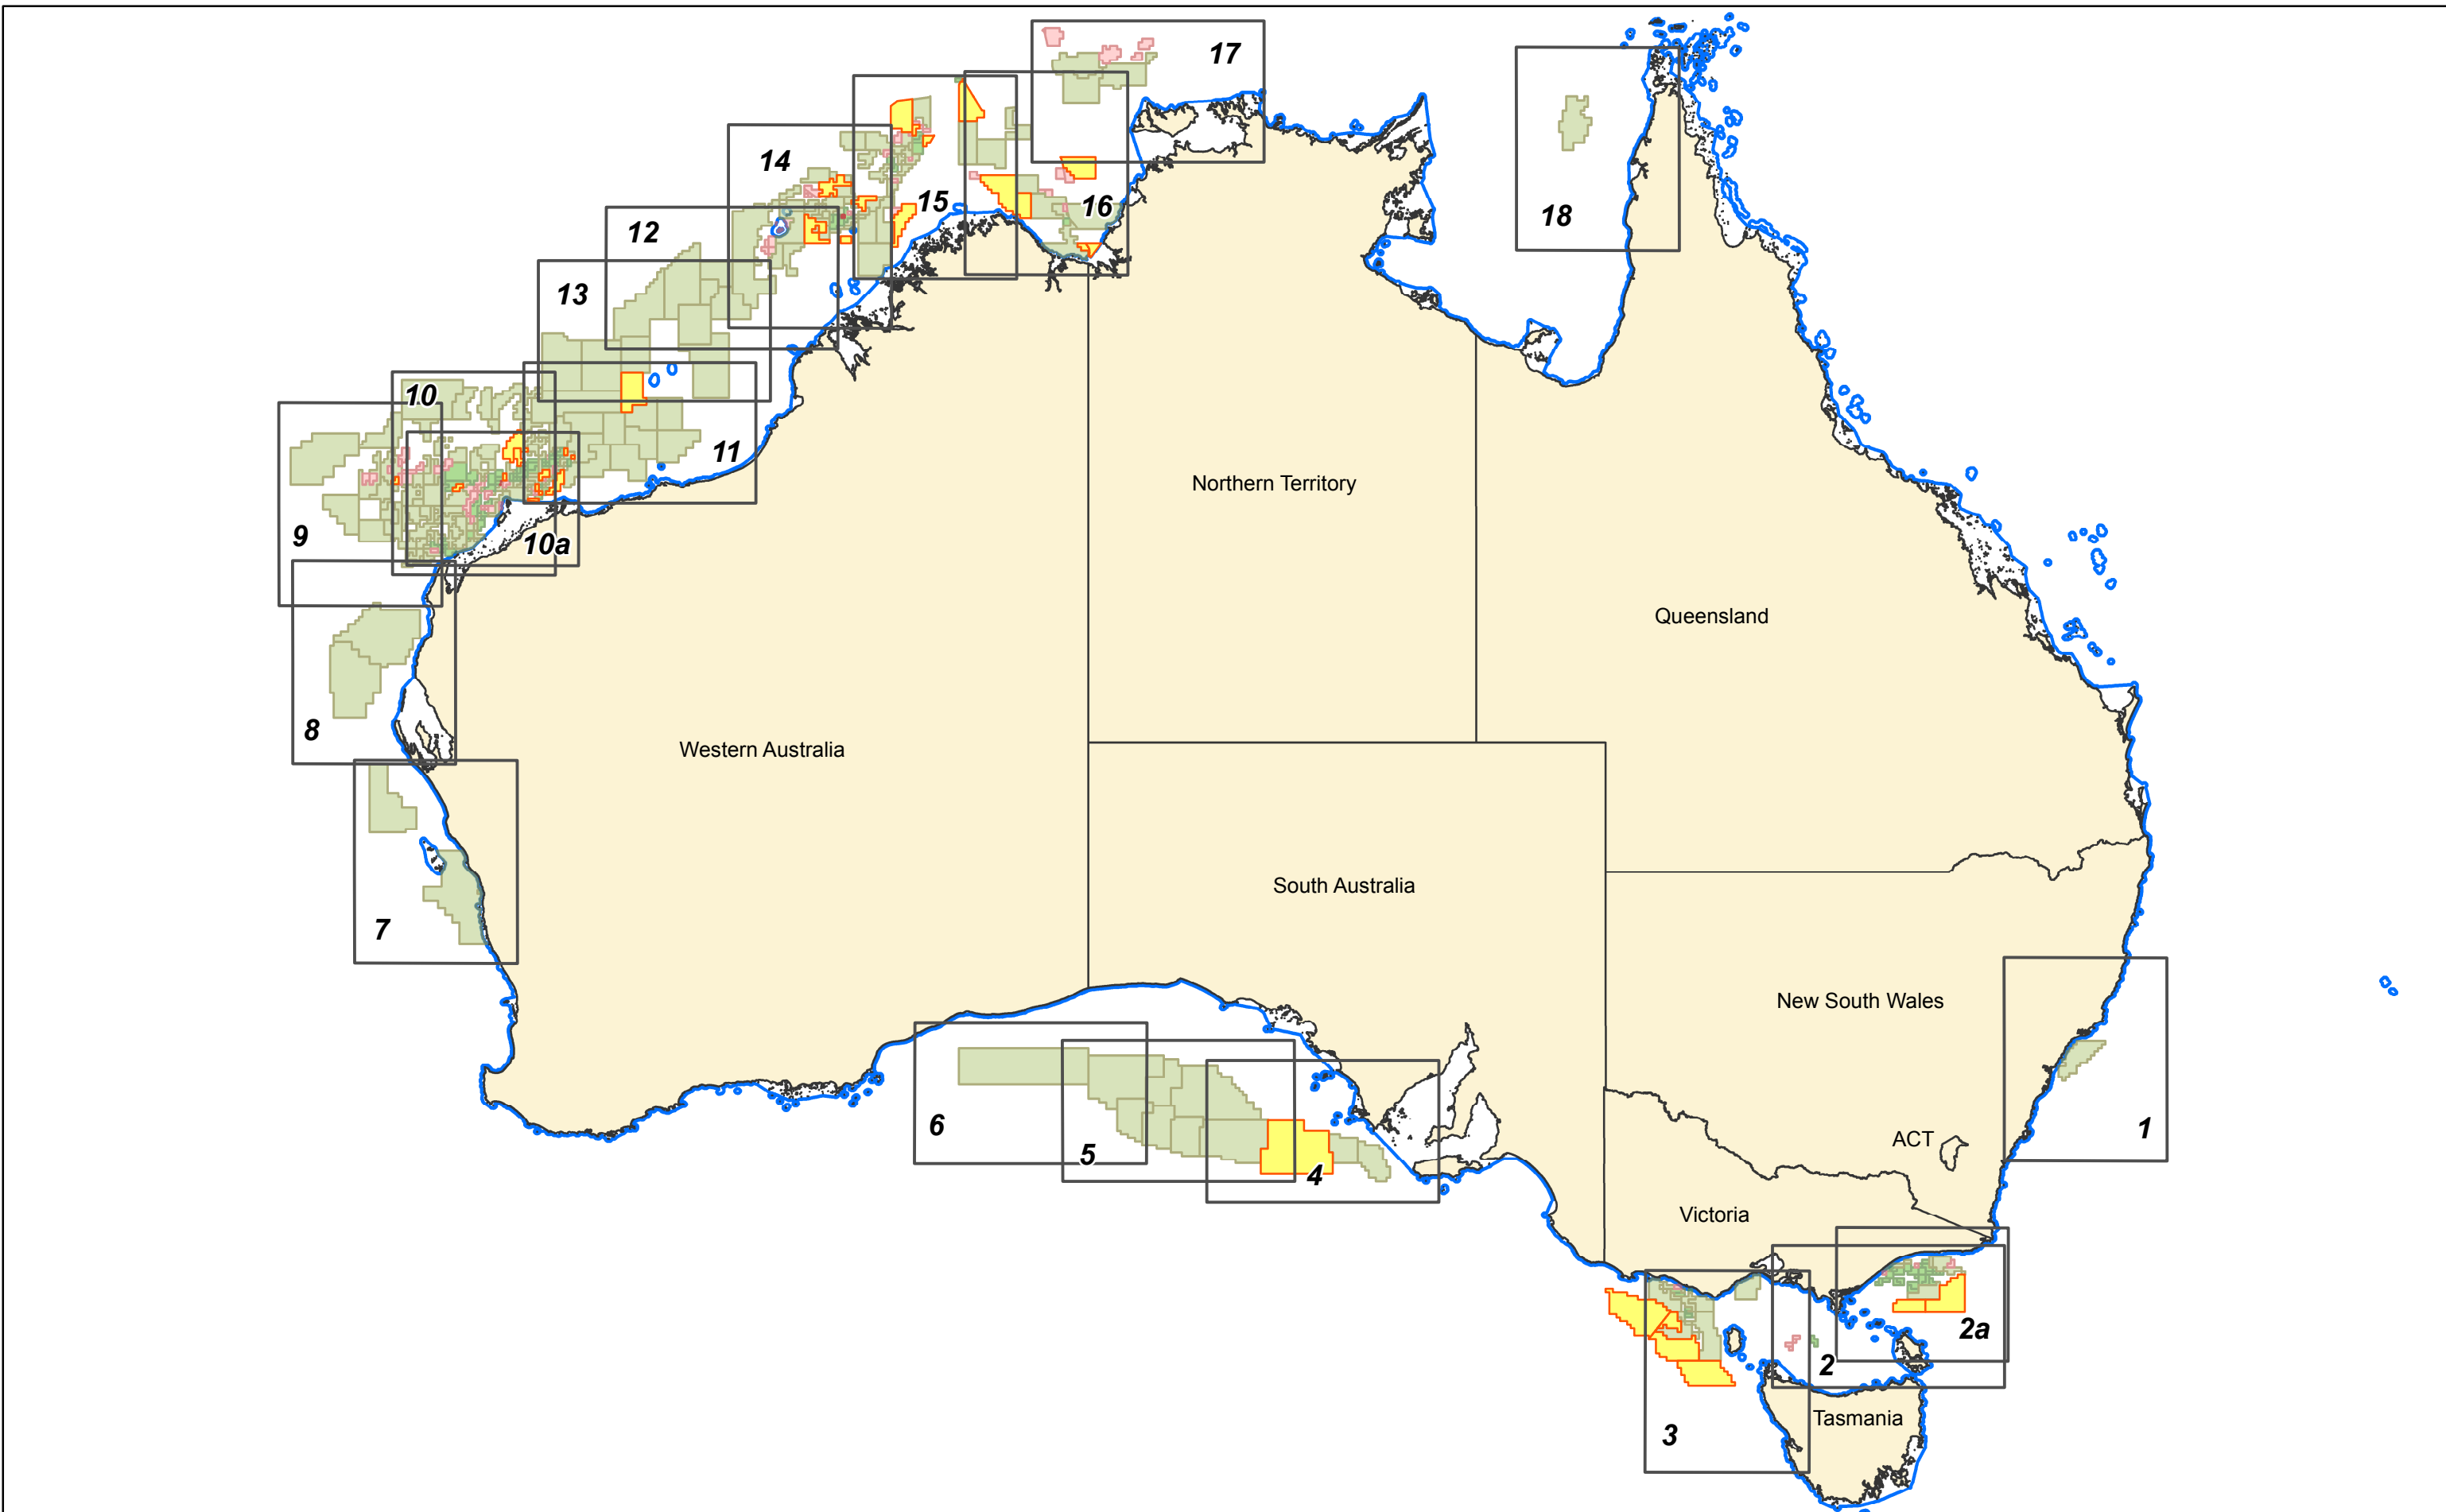 17
14
15
16
18
12
13
10
11
Northern Territory
9
10a
Queensland
8
Western Australia
South Australia
7
New South Wales
6
5
4
ACT
1
Victoria
2a
2
Tasmania
3